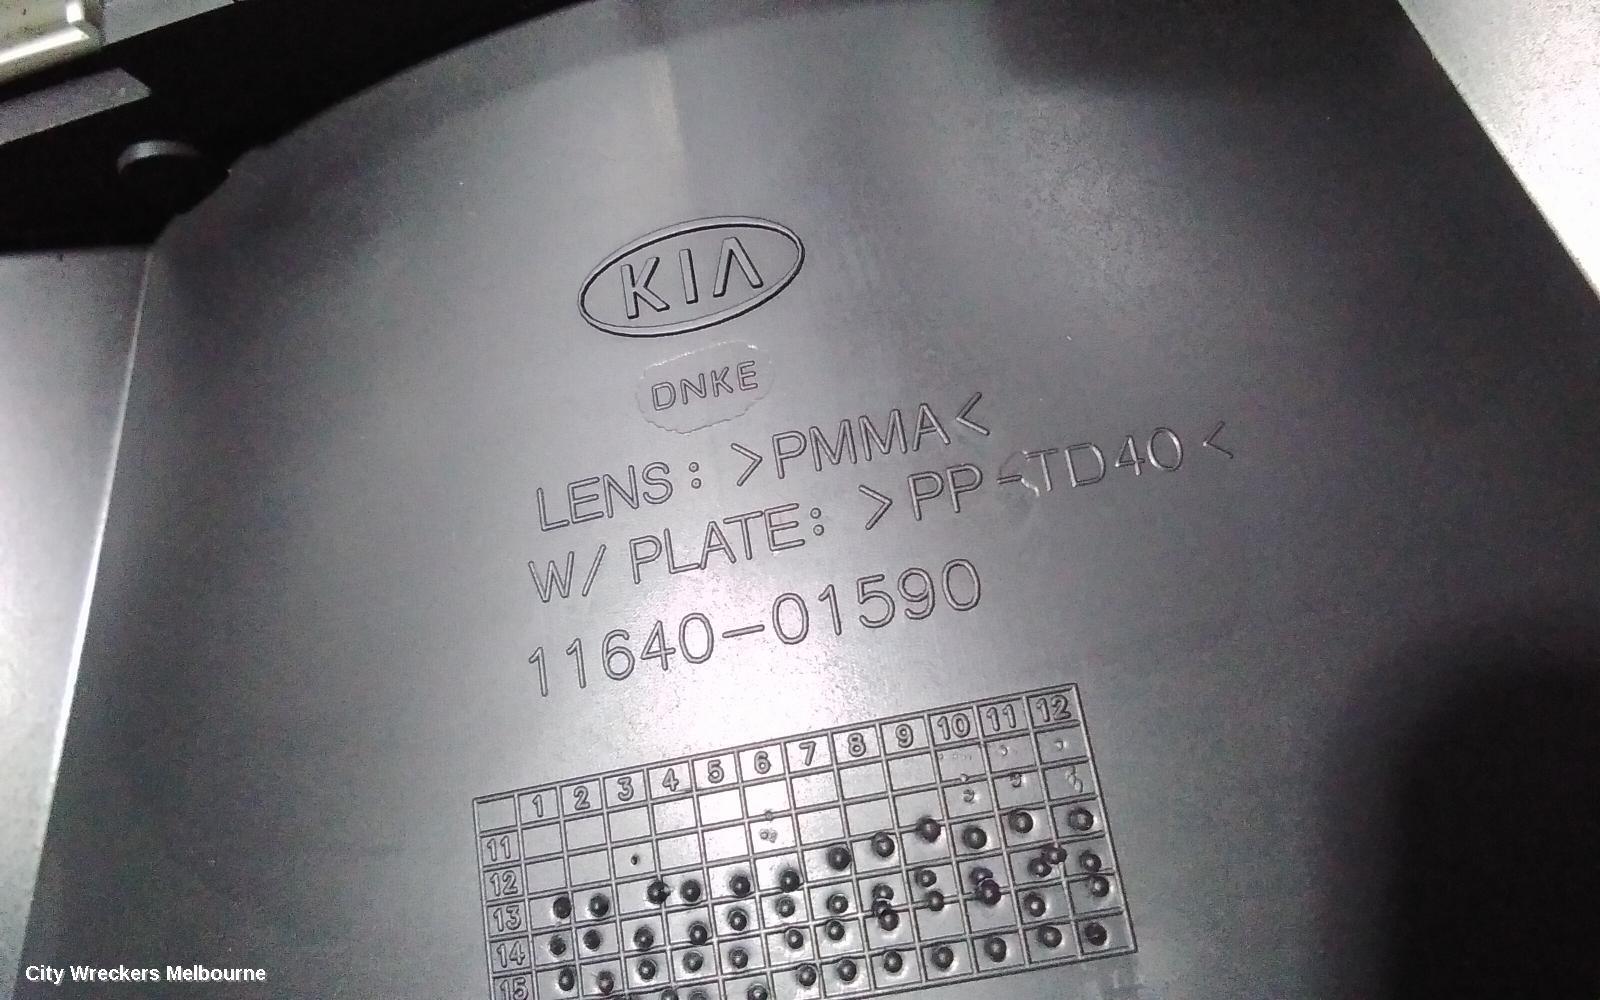 KIA
DNKE
LENS: >PMMA<
W/ PLATE: >PP-TD40<
11640-01590
1 2 3 4 5 6 7 8 9 10 11 12
11
12
13
14
15
City Wreckers Melbourne